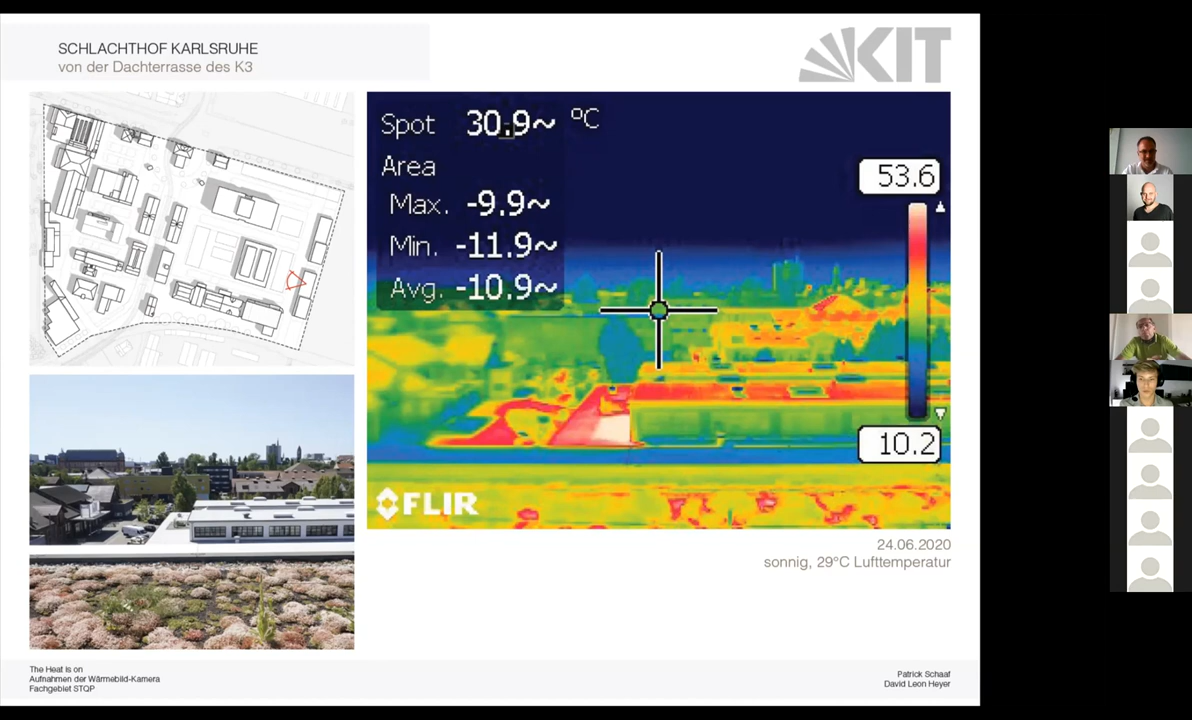 SCHLACHTHOF KARLSRUHE
von der Dachterrasse des K3
KIT
Spot 30.9~ °C
Area
Max. -9.9~
Min. -11.9~
Avg. -10.9~
53.6
10.2
FLIR
24.06.2020
sonnig, 29°C Lufttemperatur
The Heat is on
Aufnahmen der Wärmebild-Kamera
Fachgebiet STQP
Patrick Schaaf
David Leon Heyer